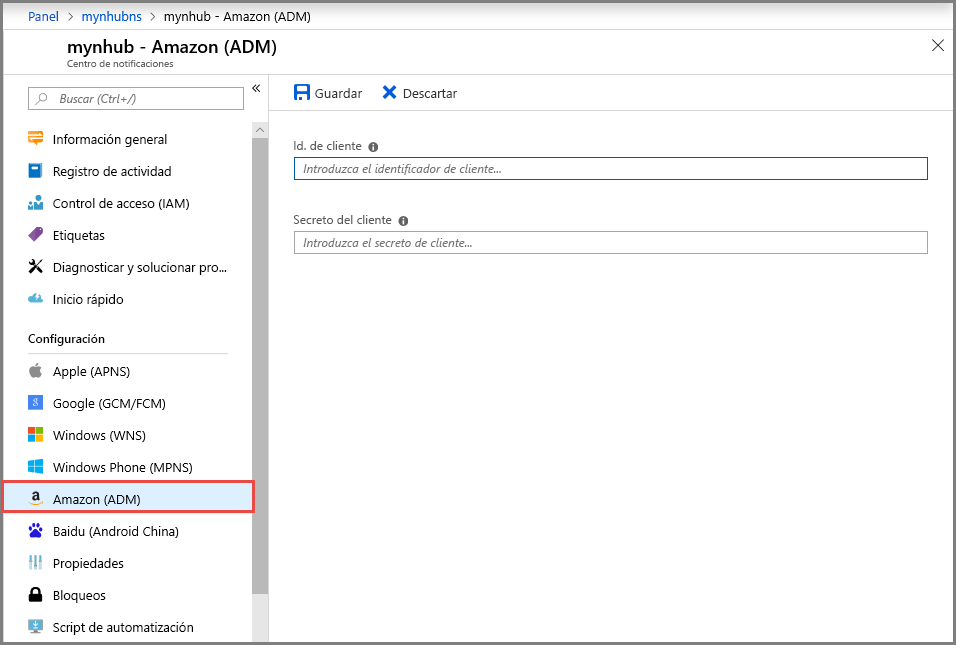 Panel > mynhubns > mynhub - Amazon (ADM)
mynhub - Amazon (ADM)
Centro de notificaciones
Buscar (Ctrl+/)
«
Información general
Registro de actividad
Control de acceso (IAM)
Etiquetas
Diagnosticar y solucionar pro...
Inicio rápido
Configuración
Apple (APNS)
Google (GCM/FCM)
Windows (WNS)
Windows Phone (MPNS)
Amazon (ADM)
Baidu (Android China)
Propiedades
Bloqueos
Script de automatización
Guardar Descartar
Id. de cliente
Introduzca el identificador de cliente...
Secreto del cliente
Introduzca el secreto de cliente...